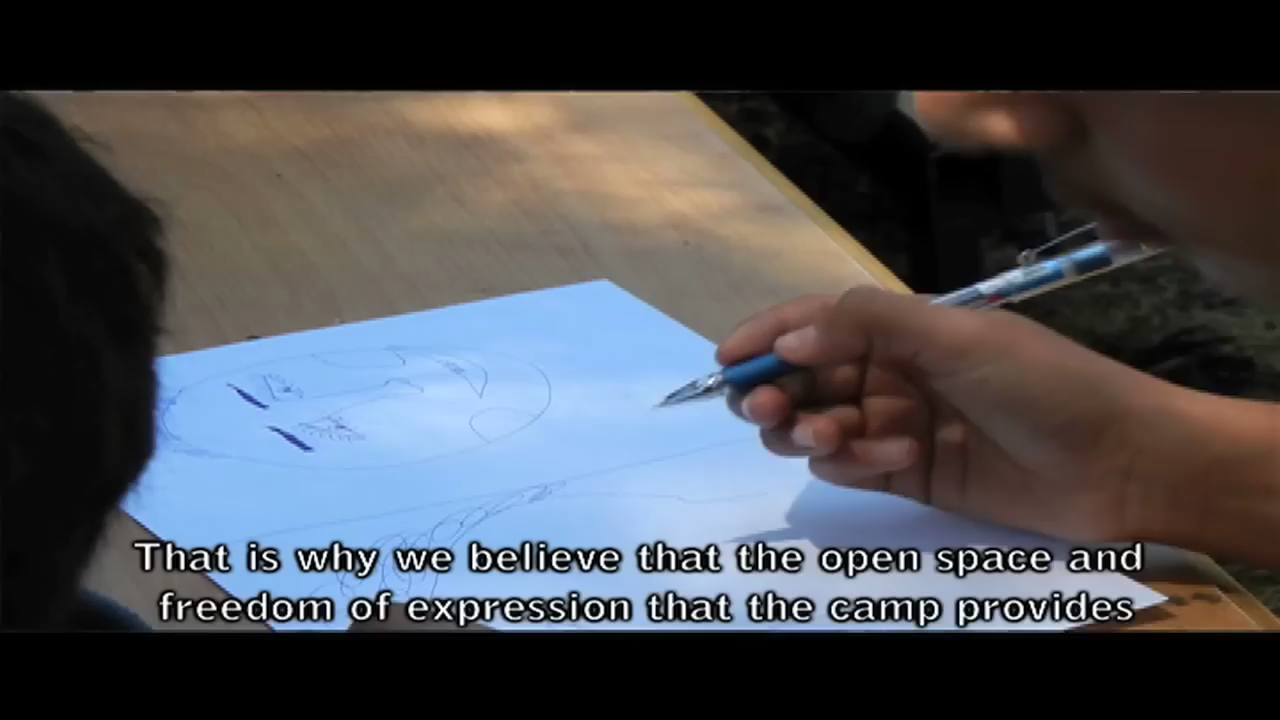 That is why we believe that the open space and
freedom of expression that the camp provides